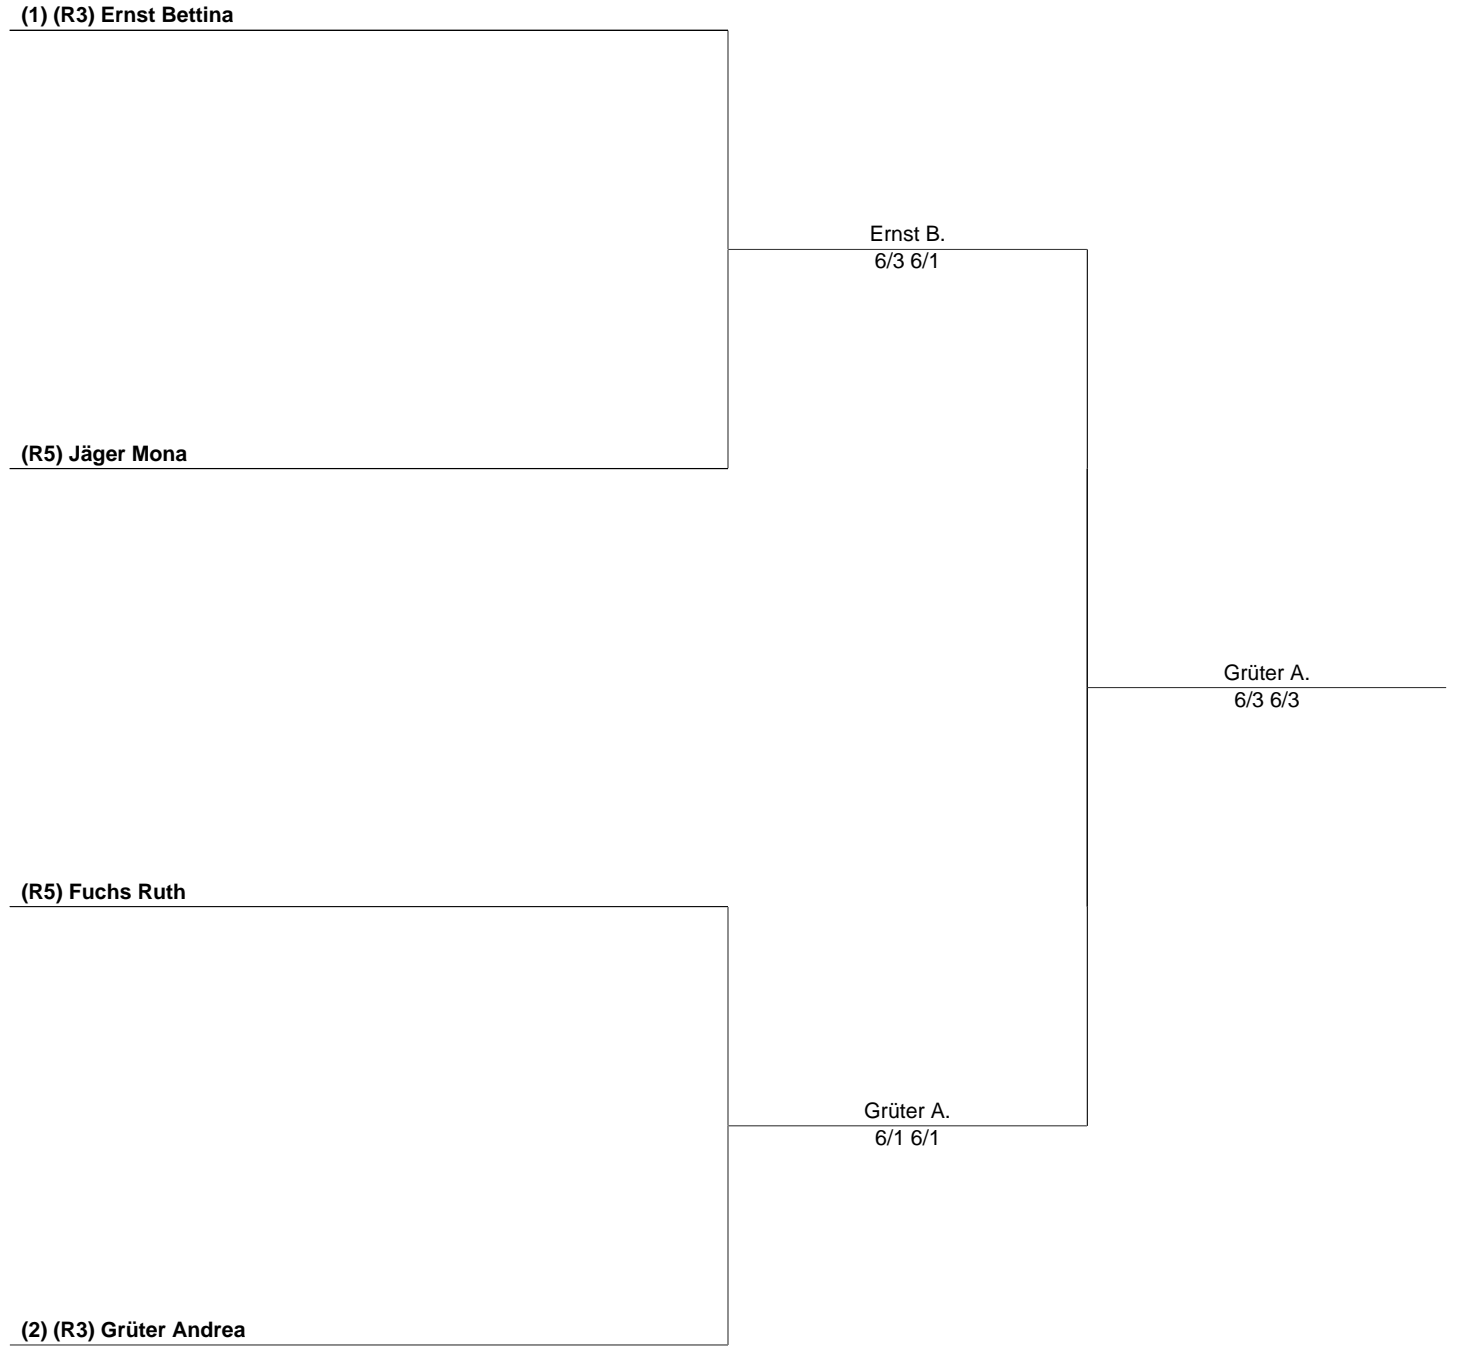 (1) (R3) Ernst Bettina
Ernst B.
6/3 6/1
(R5) Jäger Mona
Grüter A.
6/3 6/3
(R5) Fuchs Ruth
Grüter A.
6/1 6/1
(2) (R3) Grüter Andrea